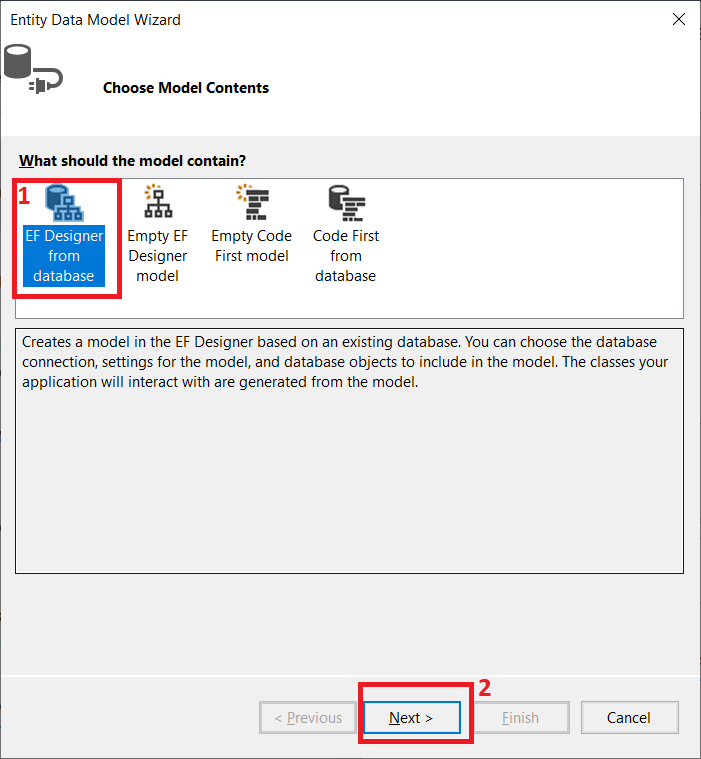 Entity Data Model Wizard
Choose Model Contents
What should the model contain?
1
EF Designer
from
database
Empty EF
Designer
model
Empty Code
First model
Code First
from
database
Creates a model in the EF Designer based on an existing database. You can choose the database
connection, settings for the model, and database objects to include in the model. The classes your
application will interact with are generated from the model.
2
< Previous
Next >
Finish
Cancel